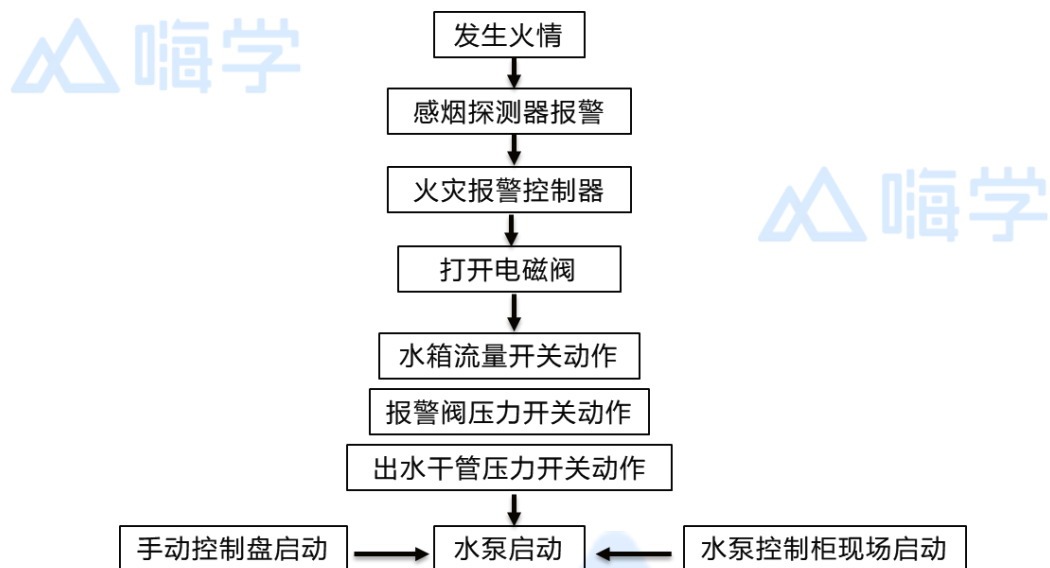 嗨学
发生火情
感烟探测器报警
火灾报警控制器
嗨学
打开电磁阀
水箱流量开关动作
报警阀压力开关动作
出水干管压力开关动作
手动控制盘启动
水泵启动
水泵控制柜现场启动